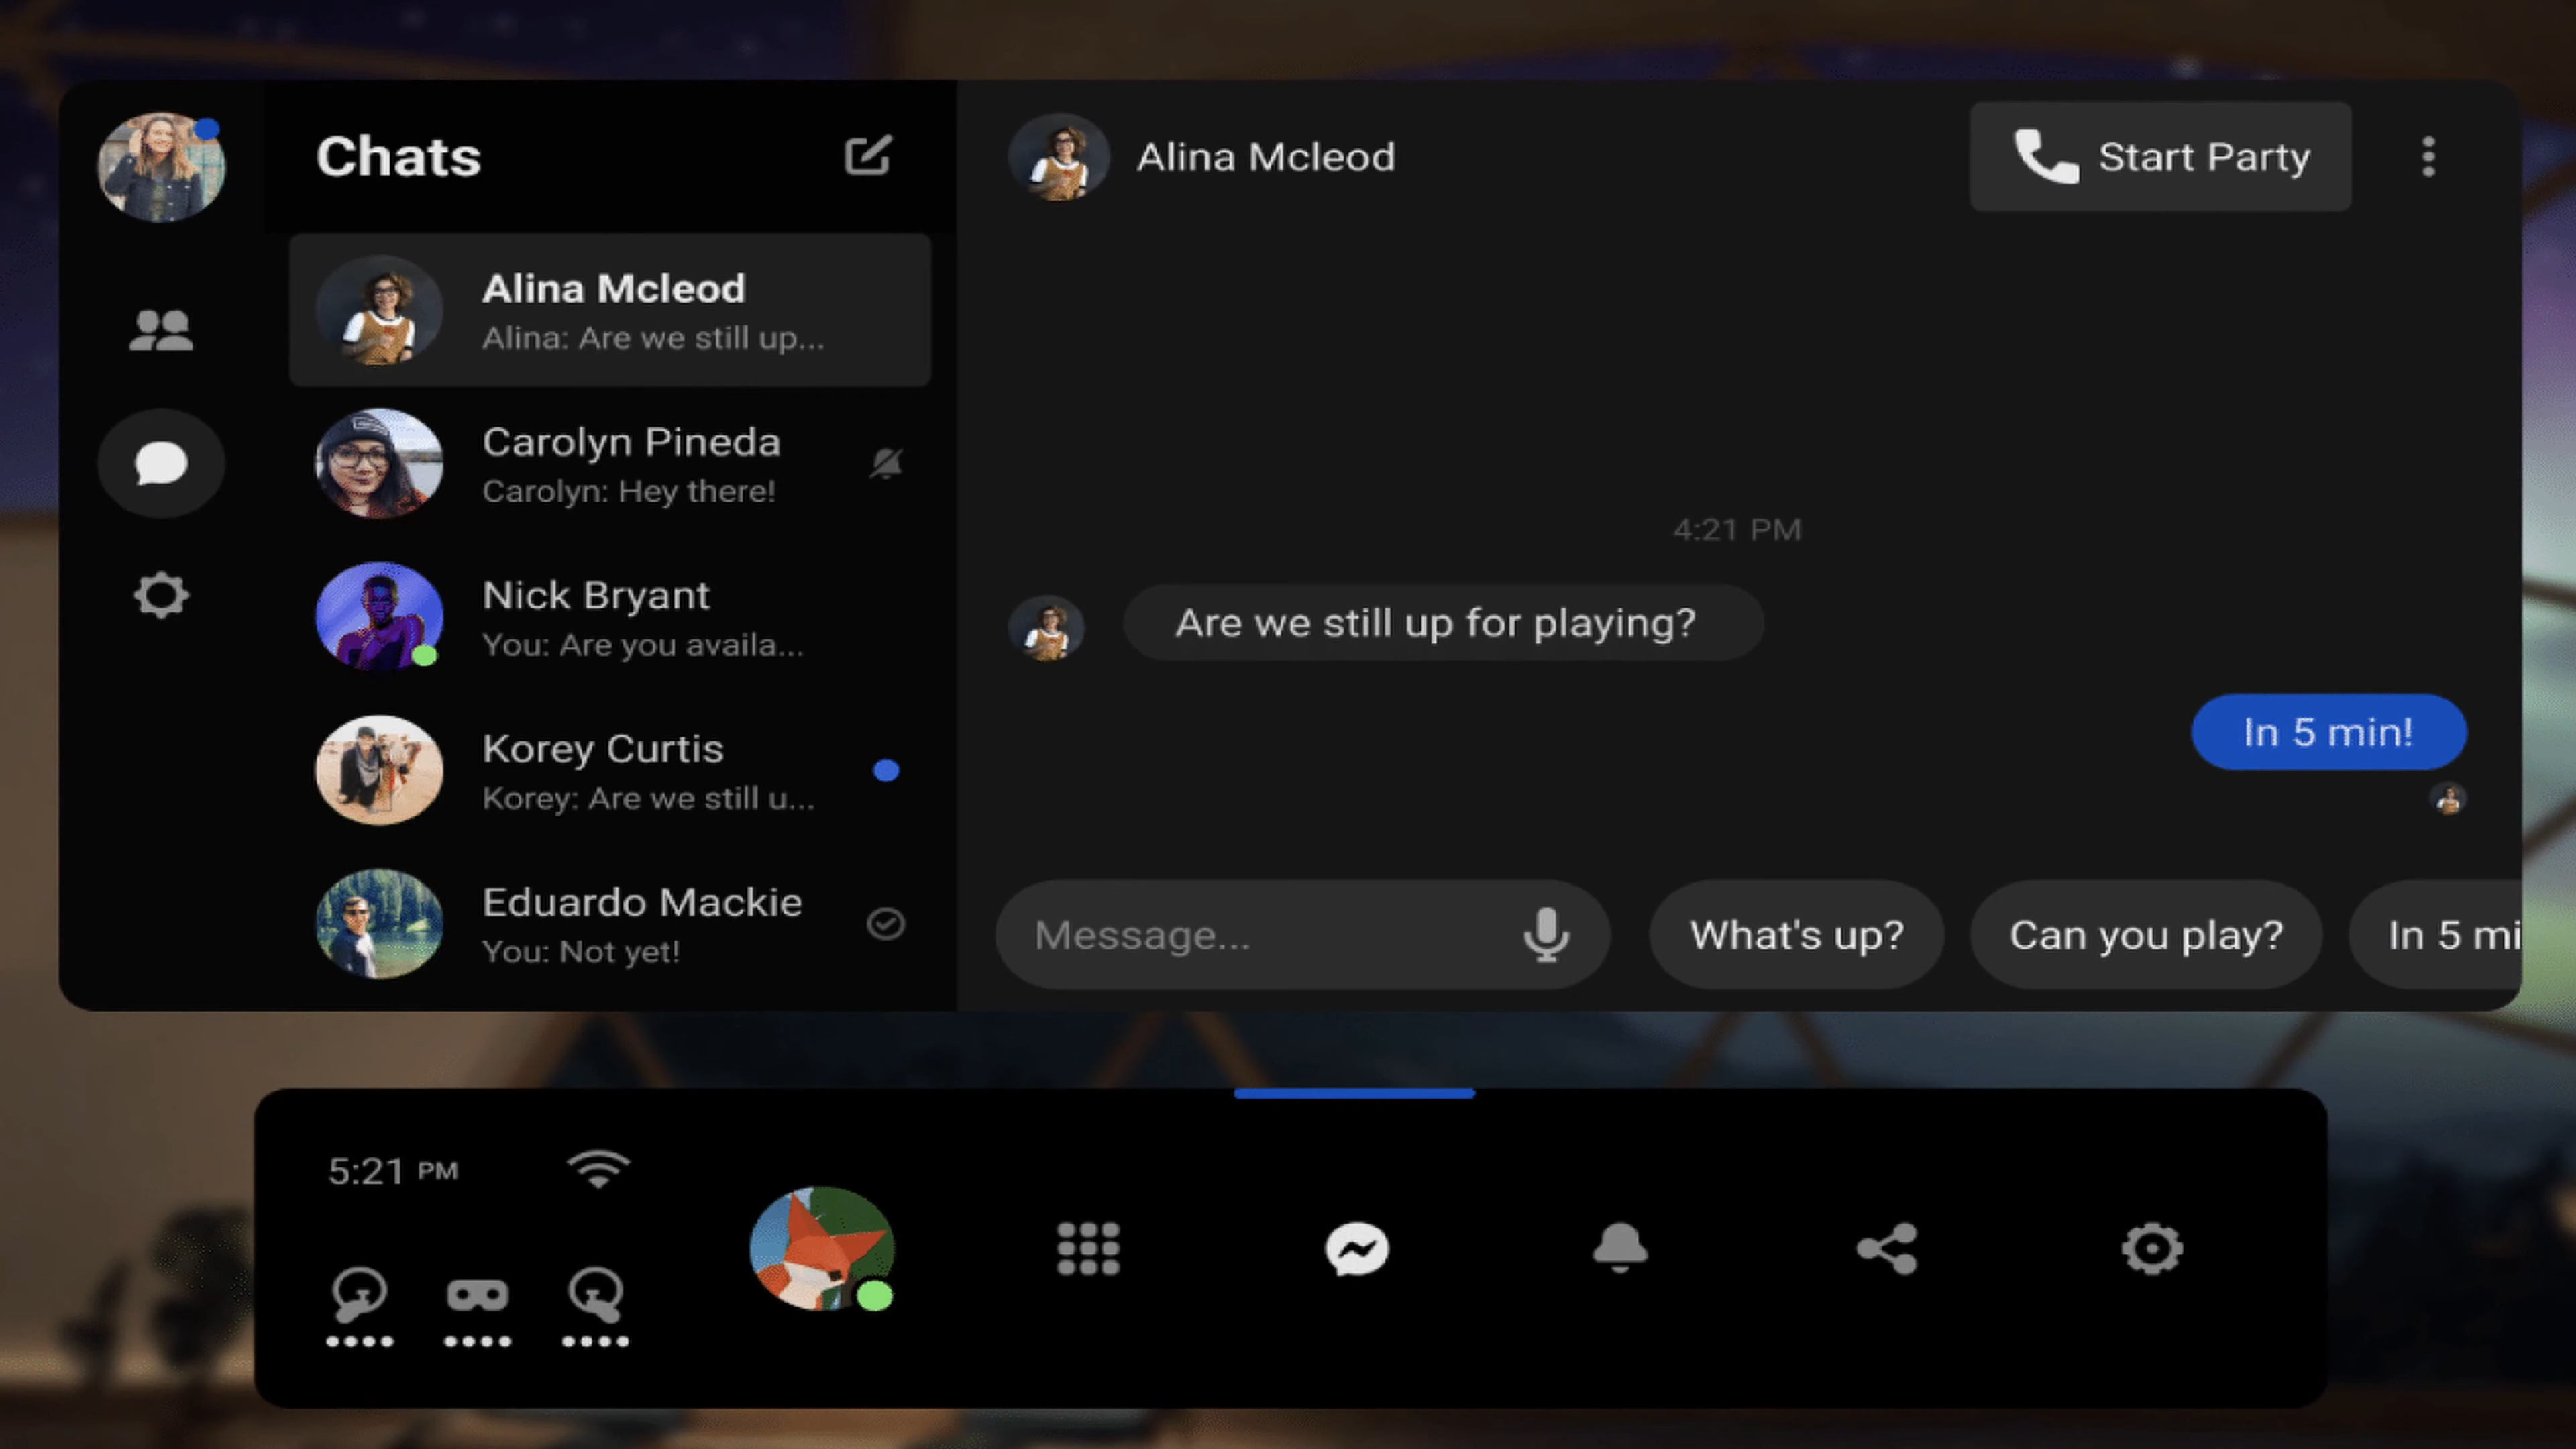 Chats
Alina Mcleod
Alina: Are we still up...
Carolyn Pineda
Carolyn: Hey there!
Nick Bryant
You: Are you availa...
Korey Curtis
Korey: Are we still u...
Eduardo Mackie
You: Not yet!
Alina Mcleod
Start Party
4:21 PM
Are we still up for playing?
In 5 min!
Message...
What's up?
Can you play?
In 5 mi
5:21 PM